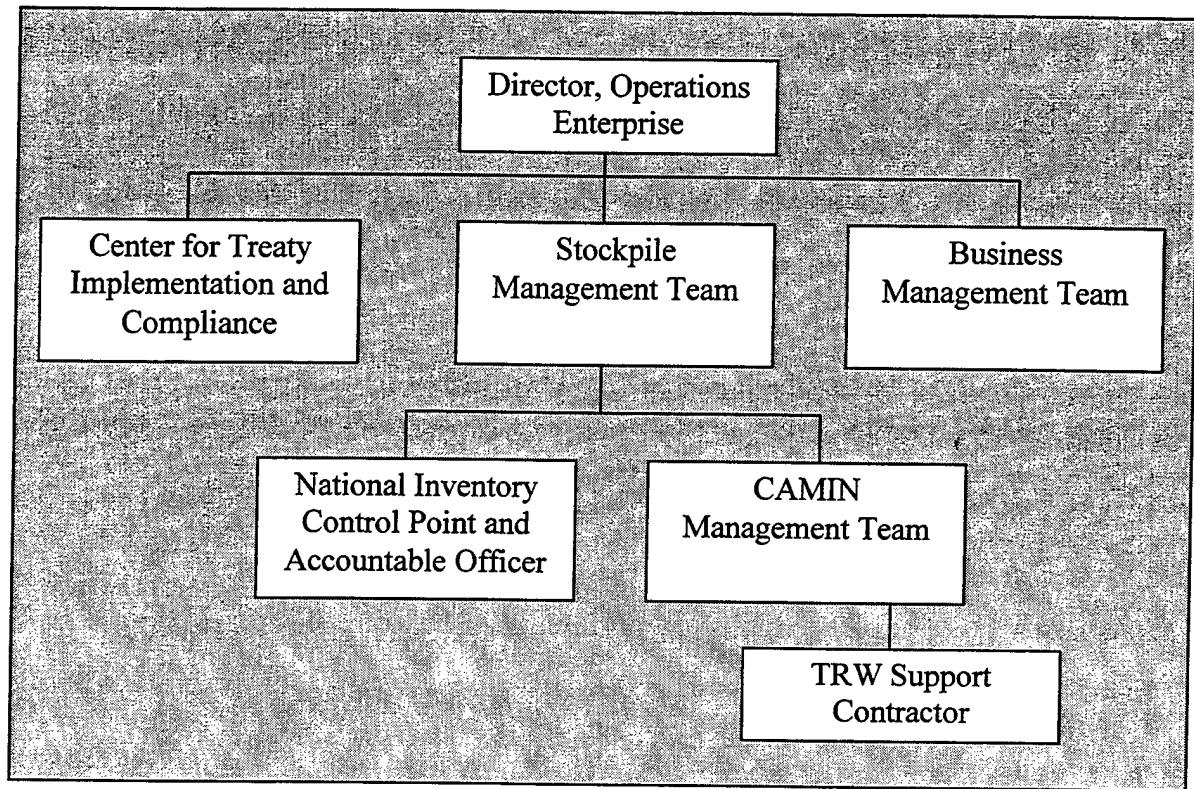 Director, Operations
Enterprise
Center for Treaty
Implementation and
Compliance
Stockpile
Management Team
Business
Management Team
National Inventory
Control Point and
Accountable Officer
CAMIN
Management Team
TRW Support
Contractor